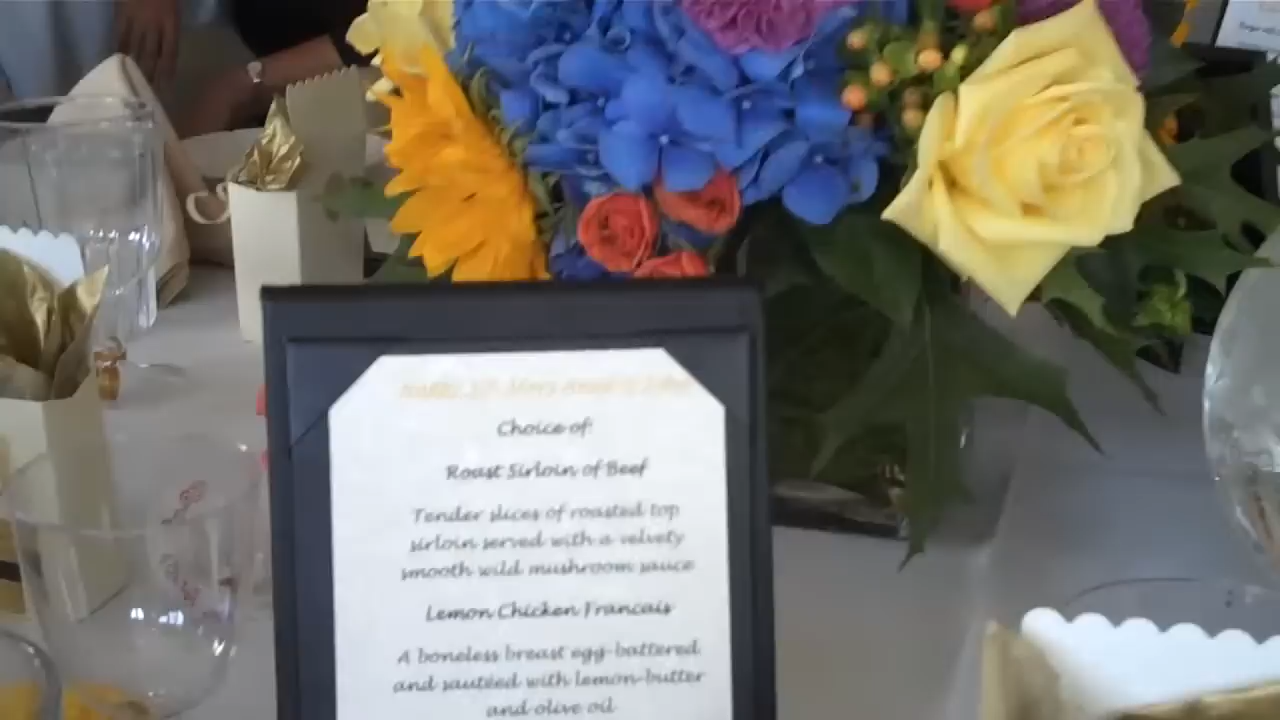 Choice of:
Roast Sirloin of Beef
Tender slices of roasted top
sirloin served with a velvety
smooth wild mushroom sauce
Lemon Chicken Francais
A boneless breast egg-battered
and sautéed with lemon-butter
and olive oil